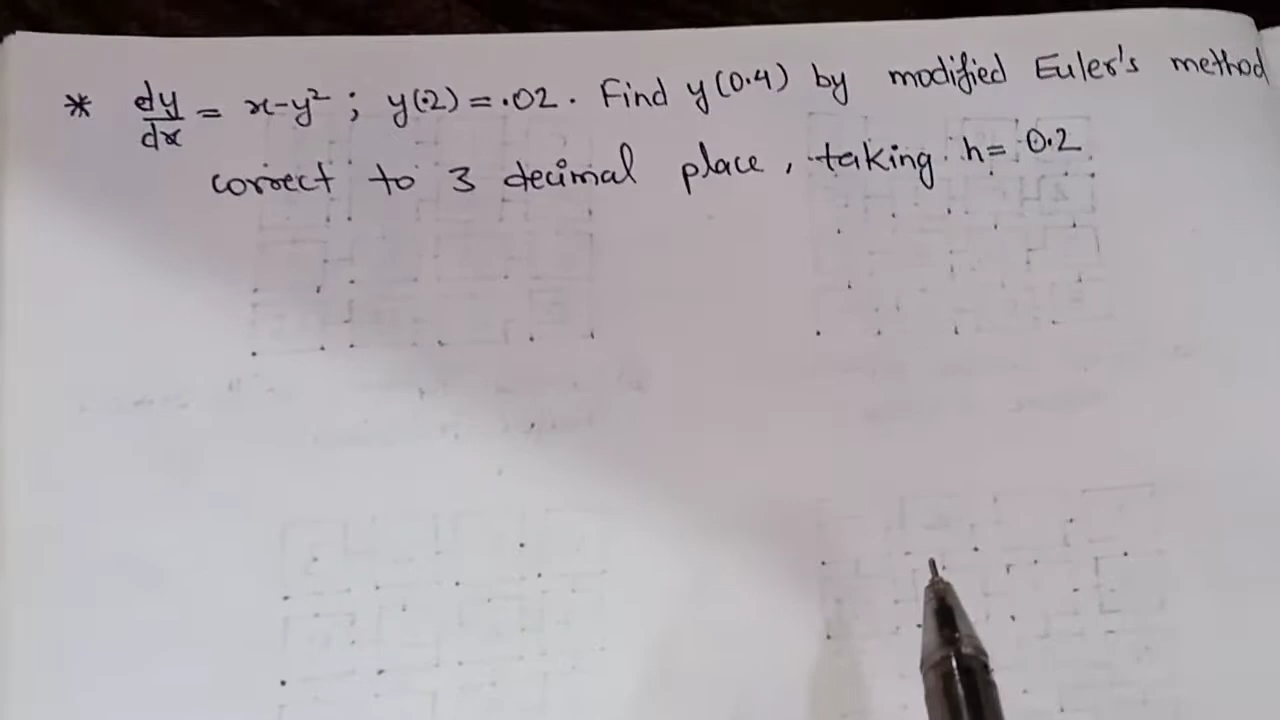 * dy/dx = x-y² ; y(.2) = .02. Find y(0.4) by modified Euler's method
correct to 3 decimal place, taking h= 0.2